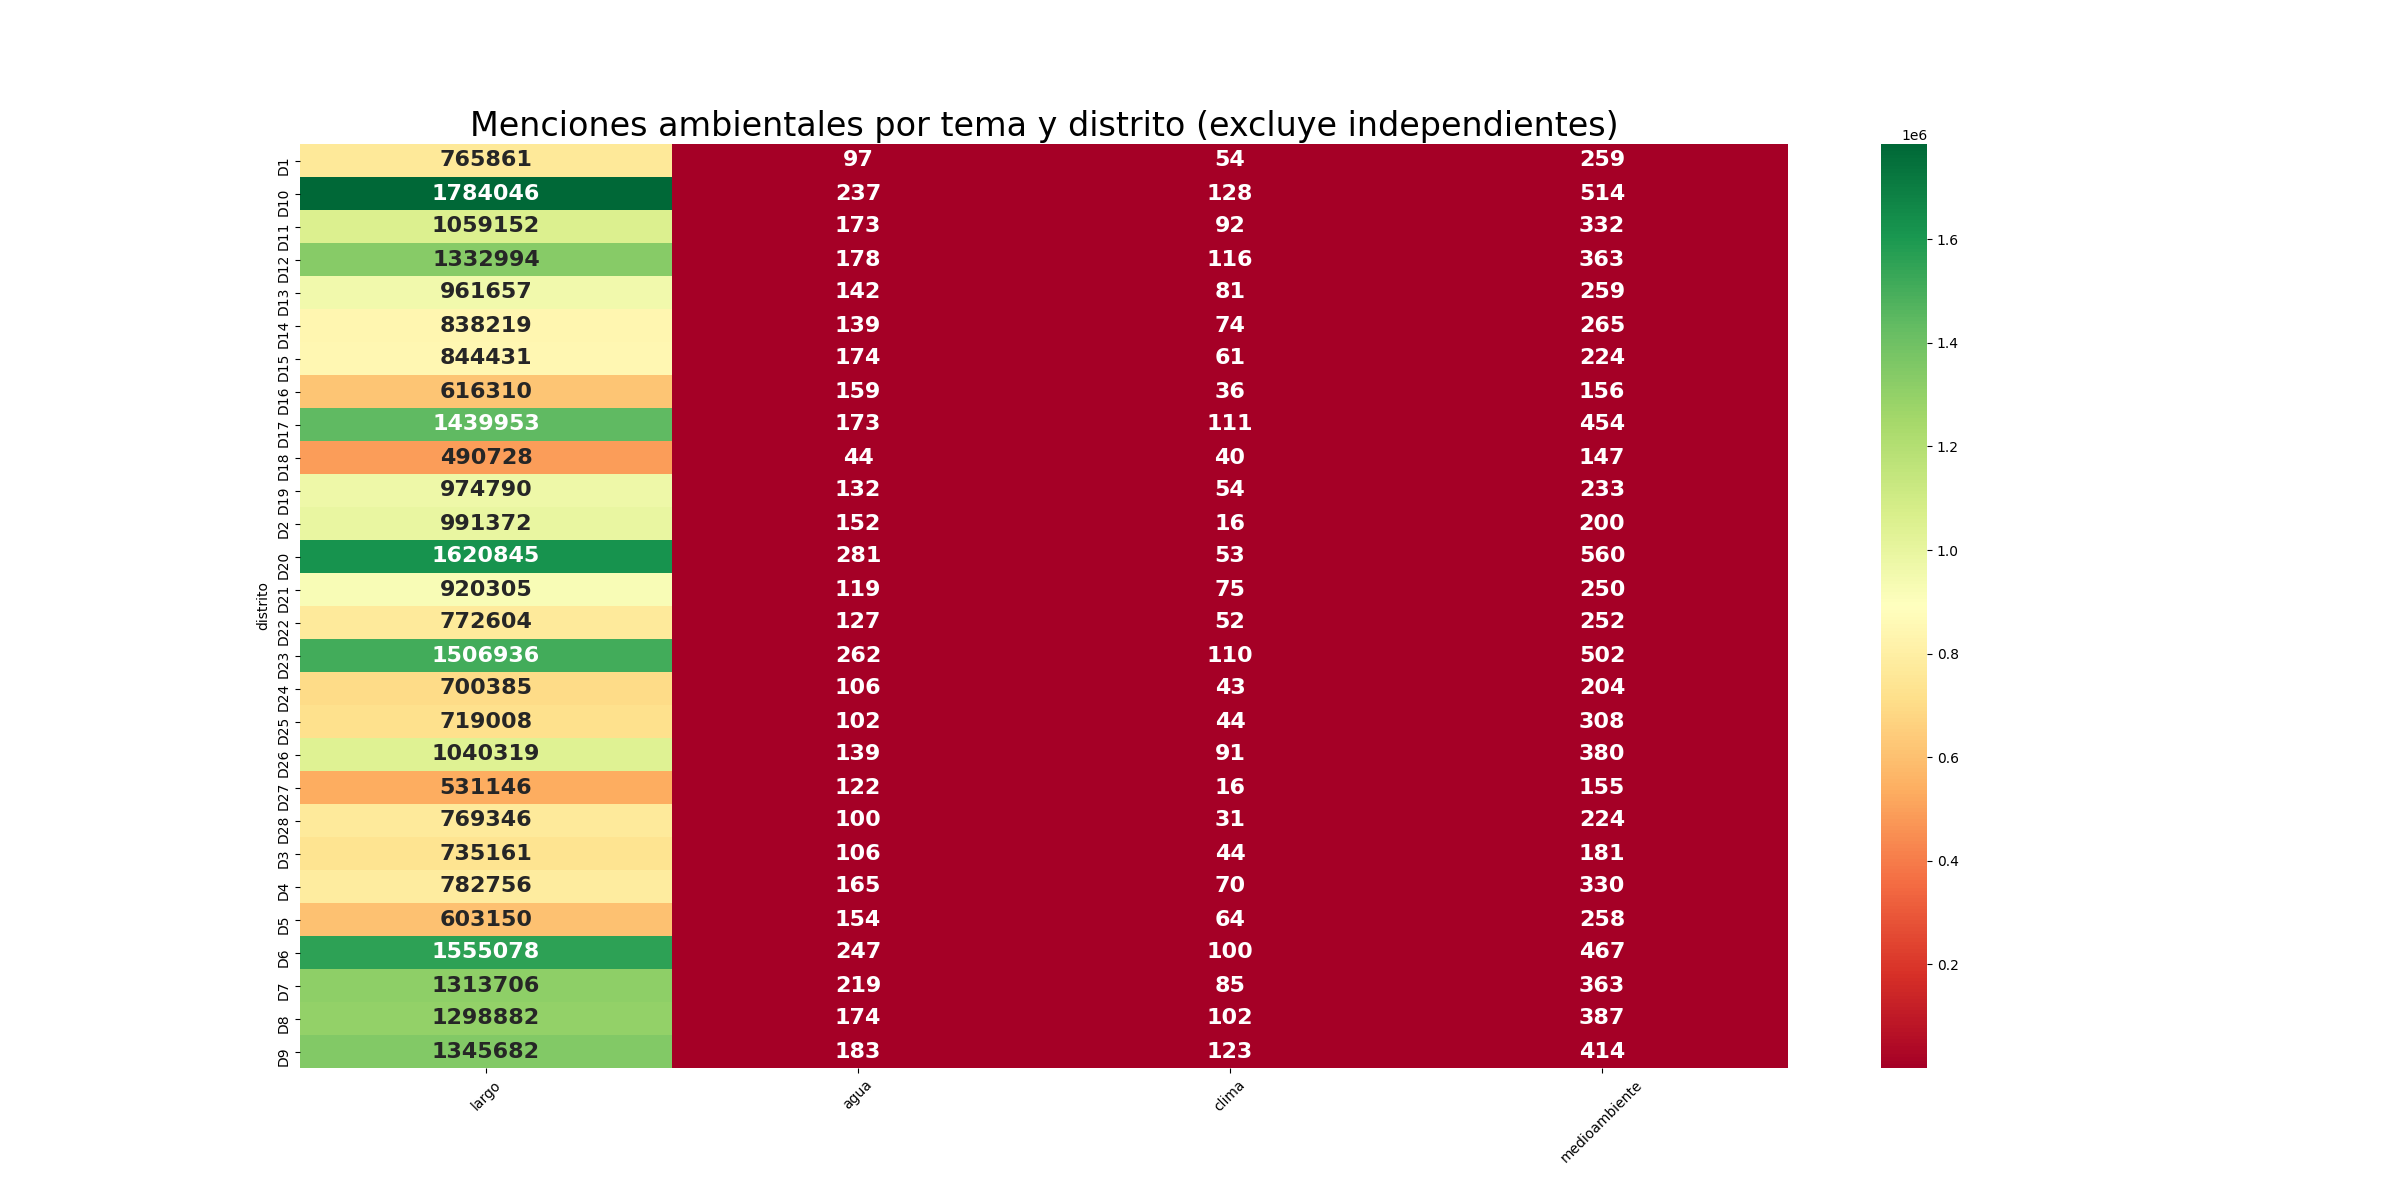 Menciones ambientales por tema y distrito (excluye independientes)
1e6
D1 765861 97 54 259
D10 1784046 237 128 514
D11 1059152 173 92 332
D12 1332994 178 116 363
D13 961657 142 81 259
D14 838219 139 74 265
D15 844431 174 61 224
D16 616310 159 36 156
D17 1439953 173 111 454
D18 490728 44 40 147
D19 974790 132 54 233
D2 991372 152 16 200
D20 1620845 281 53 560
D21 920305 119 75 250
D22 772604 127 52 252
D23 1506936 262 110 502
D24 700385 106 43 204
D25 719008 102 44 308
D26 1040319 139 91 380
D27 531146 122 16 155
D28 769346 100 31 224
D3 735161 106 44 181
D4 782756 165 70 330
D5 603150 154 64 258
D6 1555078 247 100 467
D7 1313706 219 85 363
D8 1298882 174 102 387
D9 1345682 183 123 414
distrito
largo agua clima medioambiente
1.6
1.4
1.2
1.0
0.8
0.6
0.4
0.2